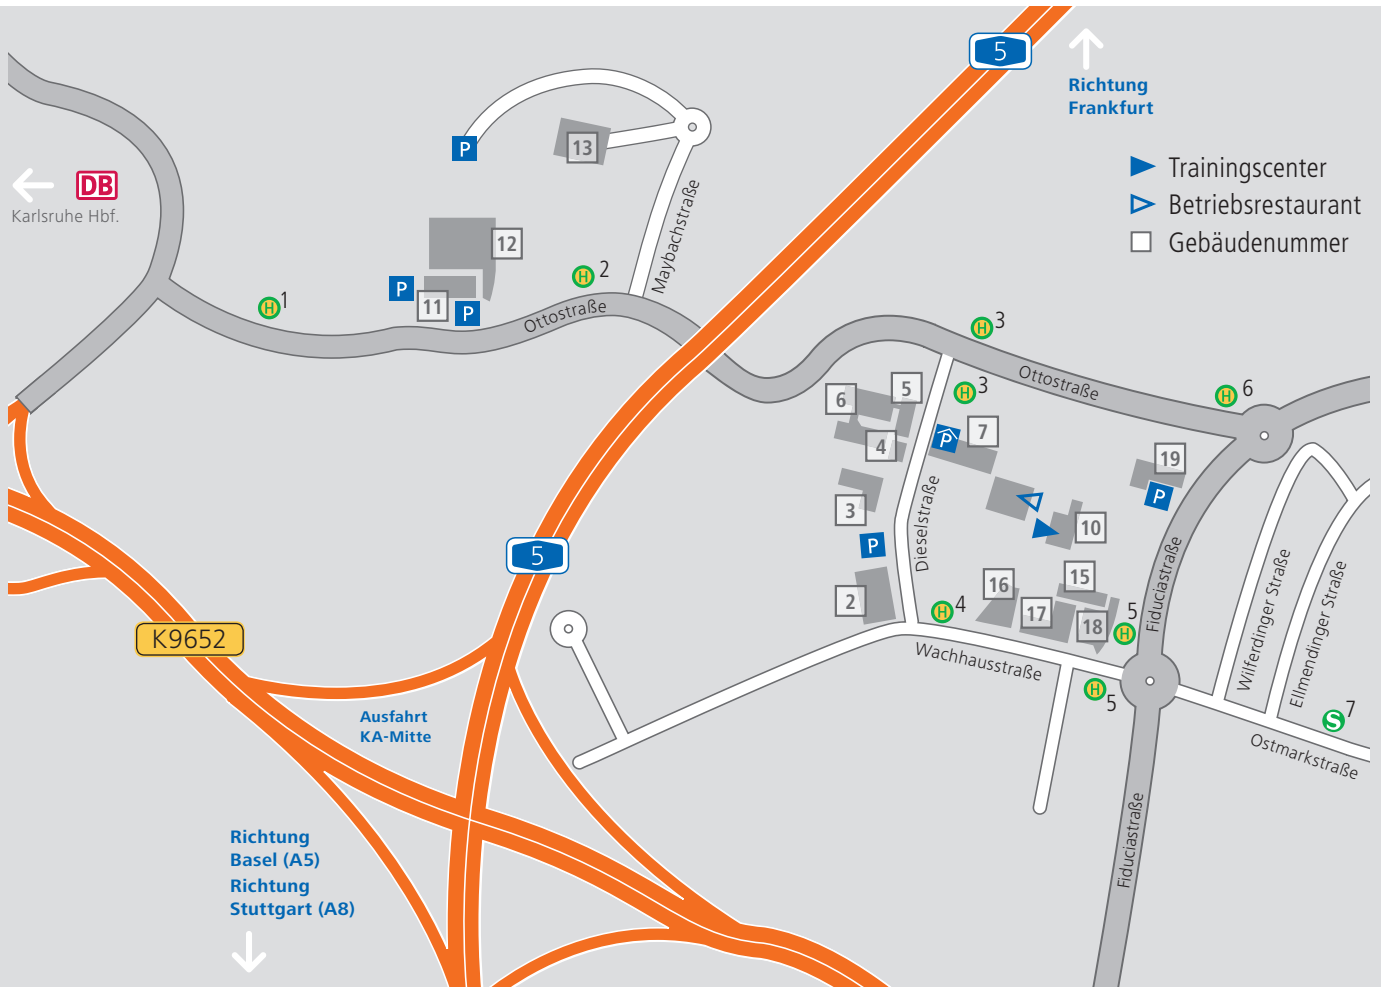 5
Richtung
Frankfurt
P
13
DB
Karlsruhe Hbf.
Trainingscenter
Betriebsrestaurant
Gebäudenummer
12
Maybachstraße
H 2
P
11
P
H 1
Ottostraße
H 3
Ottostraße
6
5
H 3
H 6
4
P
7
19
P
3
Dieselstraße
10
P
5
Fiduciastraße
Wilferdinger Straße
Ellmendinger Straße
2
H 4
16
15
17
18
5
H
K9652
Wachhausstraße
H 5
Ausfahrt
KA-Mitte
S 7
Ostmarkstraße
Fiduciastraße
Richtung
Basel (A5)
Richtung
Stuttgart (A8)